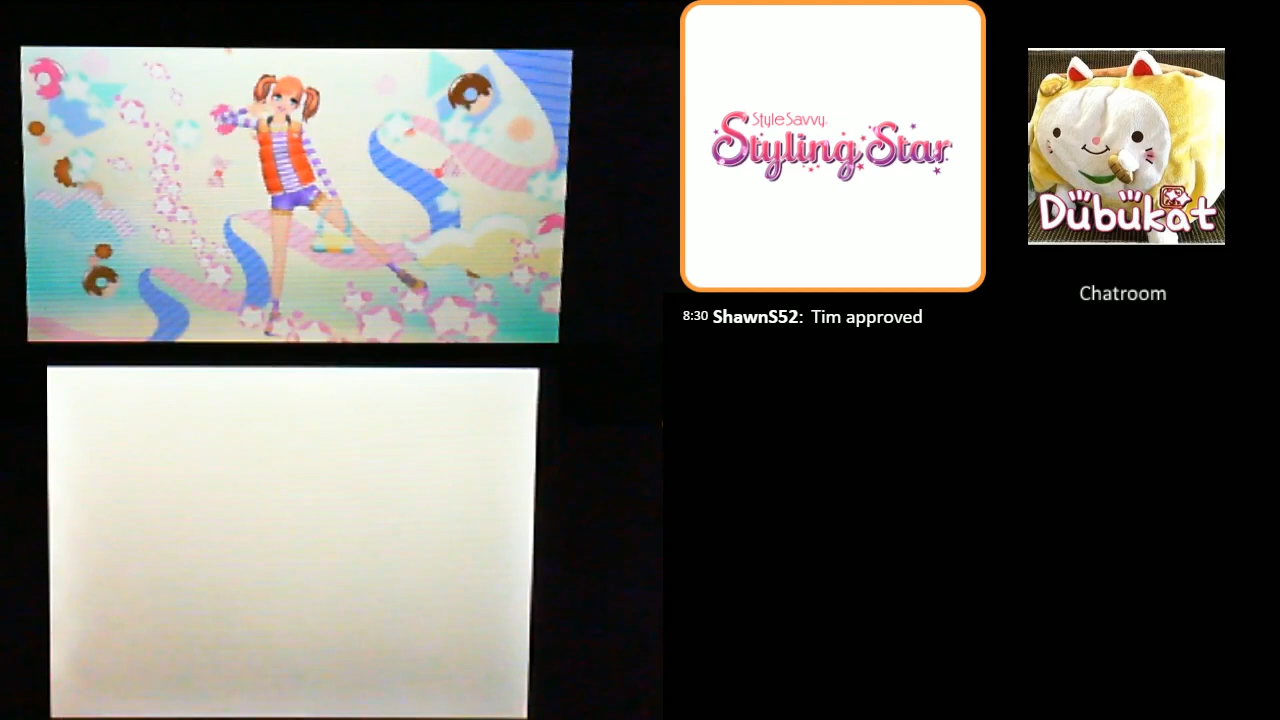 Style Savvy
Styling Star
Dubukat
Chatroom
8:30 ShawnS52: Tim approved